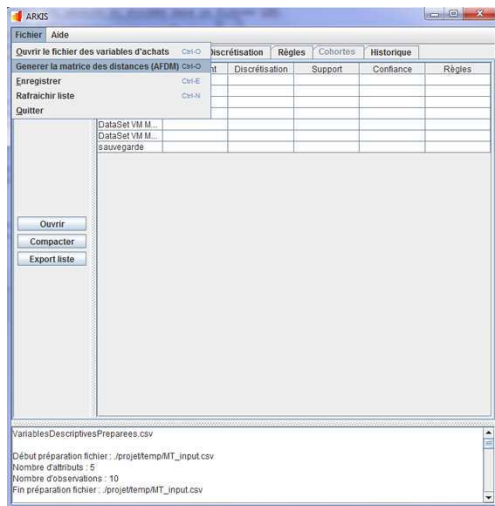 ARKIS
Fichier Aide
Ouvrir le fichier des variables d'achats Ctrl-O
Generer la matrice des distances (AFDM) Ctrl-O
Enregistrer Ctrl-E
Rafraichir liste Ctrl-N
Quitter
Discrétisation Règles Cohortes Historique
nt Discrétisation Support Confiance Règles
DataSet VM M...
DataSet VM M...
sauvegardé
Ouvrir
Compacter
Export liste
VariablesDescriptivesPreparees.csv
Début préparation fichier : ./projet/temp/MT_input.csv
Nombre d'attributs : 5
Nombre d'observations : 10
Fin préparation fichier : ./projet/temp/MT_input.csv